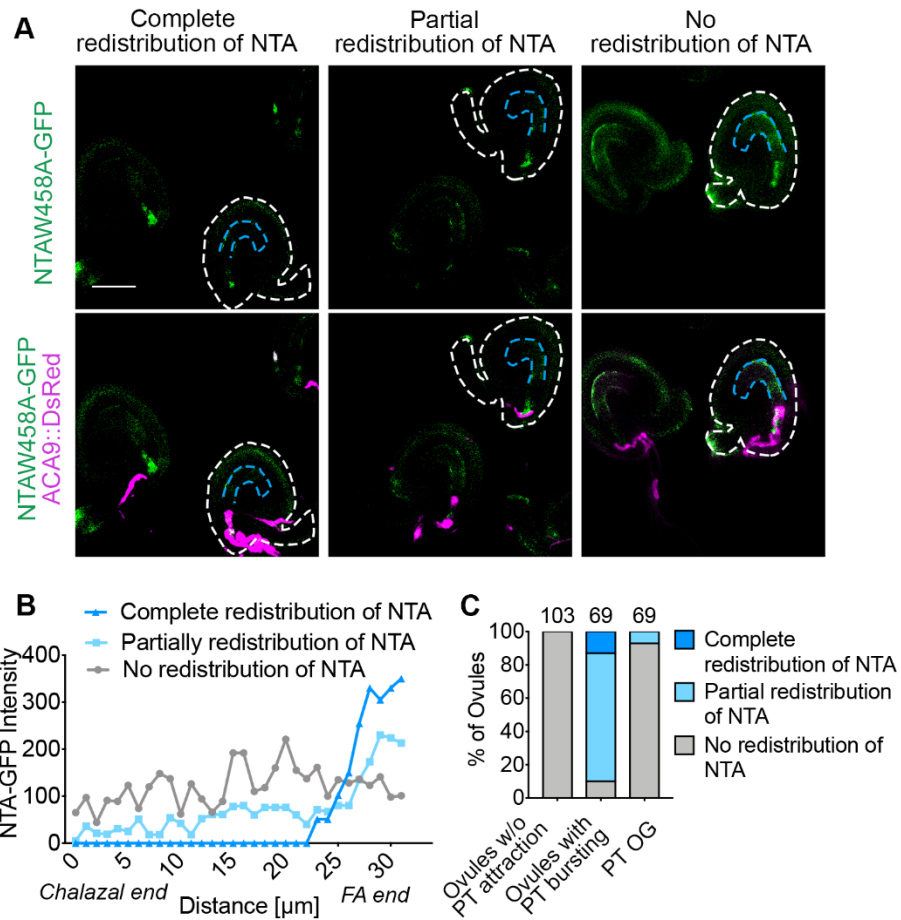 A
Complete
redistribution of NTA
Partial
redistribution of NTA
No
redistribution of NTA
NTAW458A-GFP
NTAW458A-GFP
ACA9::DsRed
B
Complete redistribution of NTA
Partially redistribution of NTA
No redistribution of NTA
NTA-GFP Intensity
400
300
200
100
0
0 5 10 15 20 25 30
Chalazal end
FA end
Distance [µm]
C
103 69 69
% of Ovules
100
80
60
40
20
0
Ovules w/o
PT attraction
Ovules with
PT bursting
PT OG
Complete
redistribution of NTA
Partial redistribution
of NTA
No redistribution of
NTA